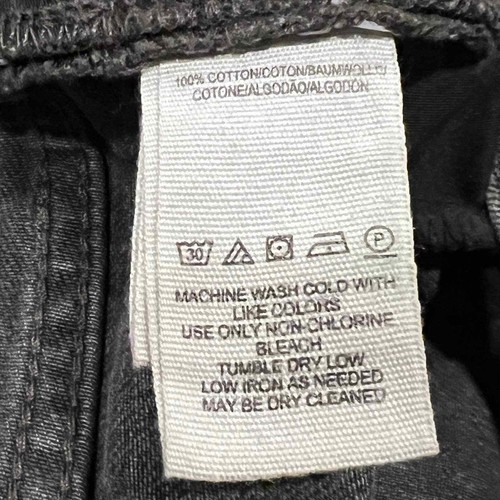 100% COTTON/COTON/BAUMWOLLE/
COTONE/ALGODÃO/ALGODÓN
30 P
MACHINE WASH COLD WITH
LIKE COLORS
USE ONLY NON-CHLORINE
BLEACH
TUMBLE DRY LOW
LOW IRON AS NEEDED
MAY BE DRY CLEANED